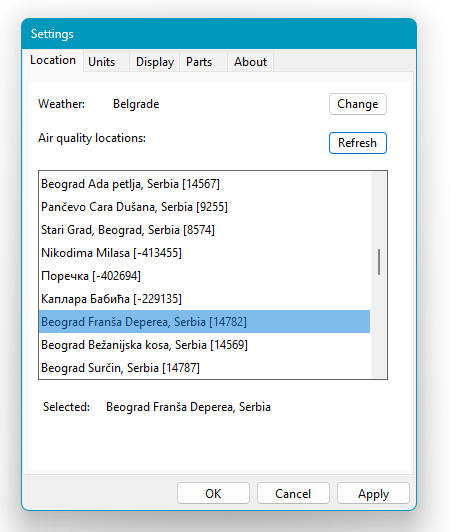 Settings
Location Units Display Parts About
Weather: Belgrade Change
Air quality locations: Refresh
Beograd Ada petlja, Serbia [14567]
Pančevo Cara Dušana, Serbia [9255]
Stari Grad, Beograd, Serbia [8574]
Nikodima Milasa [-413455]
Поречка [-402694]
Каплара Бабића [-229135]
Beograd Franša Deperea, Serbia [14782]
Beograd Bežanijska kosa, Serbia [14569]
Beograd Surčin, Serbia [14787]
Selected: Beograd Franša Deperea, Serbia
OK Cancel Apply